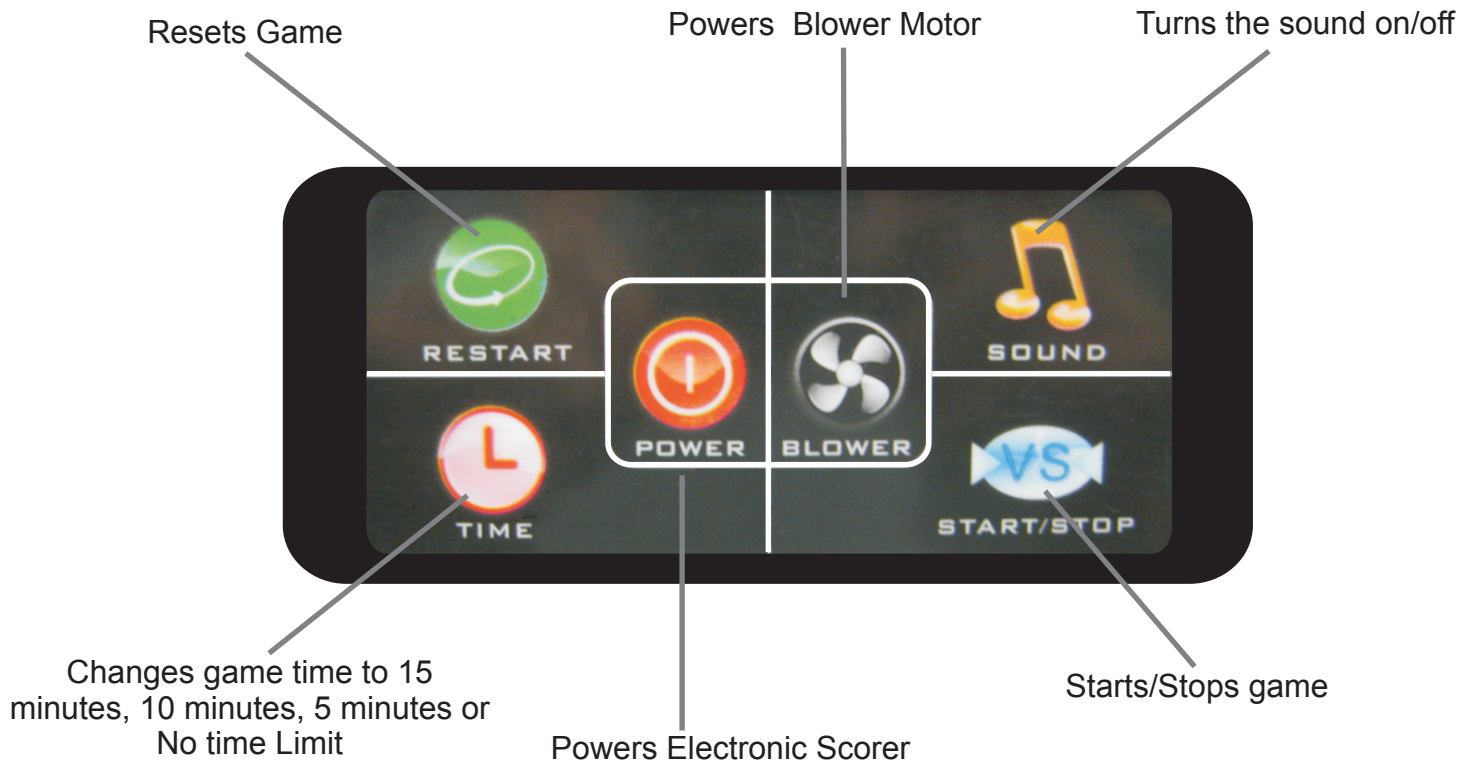 Resets Game
Powers Blower Motor
Turns the sound on/off
RESTART
SOUND
POWER
BLOWER
TIME
VS
START/STOP
Changes game time to 15
minutes, 10 minutes, 5 minutes or
No time Limit
Starts/Stops game
Powers Electronic Scorer